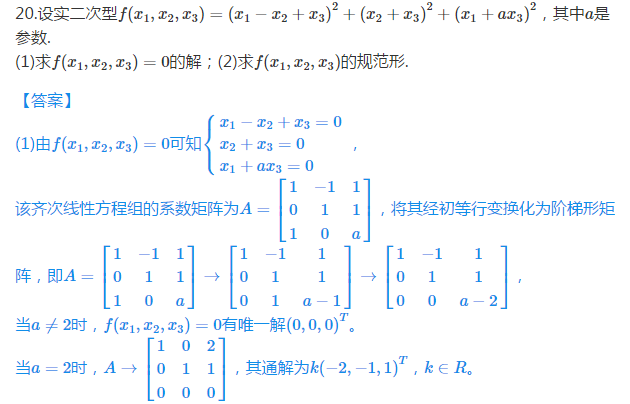 20.设实二次型f(x₁, x₂, x₃) = (x₁ − x₂ + x₃)² + (x₂ + x₃)² + (x₁ + ax₃)²，其中a是
参数.
(1)求f(x₁, x₂, x₃) = 0的解；(2)求f(x₁, x₂, x₃)的规范形.
【答案】
(1)由f(x₁, x₂, x₃) = 0可知{ x₁ − x₂ + x₃ = 0
x₂ + x₃ = 0
x₁ + ax₃ = 0 ，
该齐次线性方程组的系数矩阵为A = [1 −1 1; 0 1 1; 1 0 a]，将其经初等行变换化为阶梯形矩
阵，即A = [1 −1 1; 0 1 1; 1 0 a] → [1 −1 1; 0 1 1; 0 1 a − 1] → [1 −1 1; 0 1 1; 0 0 a − 2]，
当a ≠ 2时，f(x₁, x₂, x₃) = 0有唯一解(0, 0, 0)ᵀ。
当a = 2时，A → [1 0 2; 0 1 1; 0 0 0]，其通解为k(−2, −1, 1)ᵀ，k ∈ R。